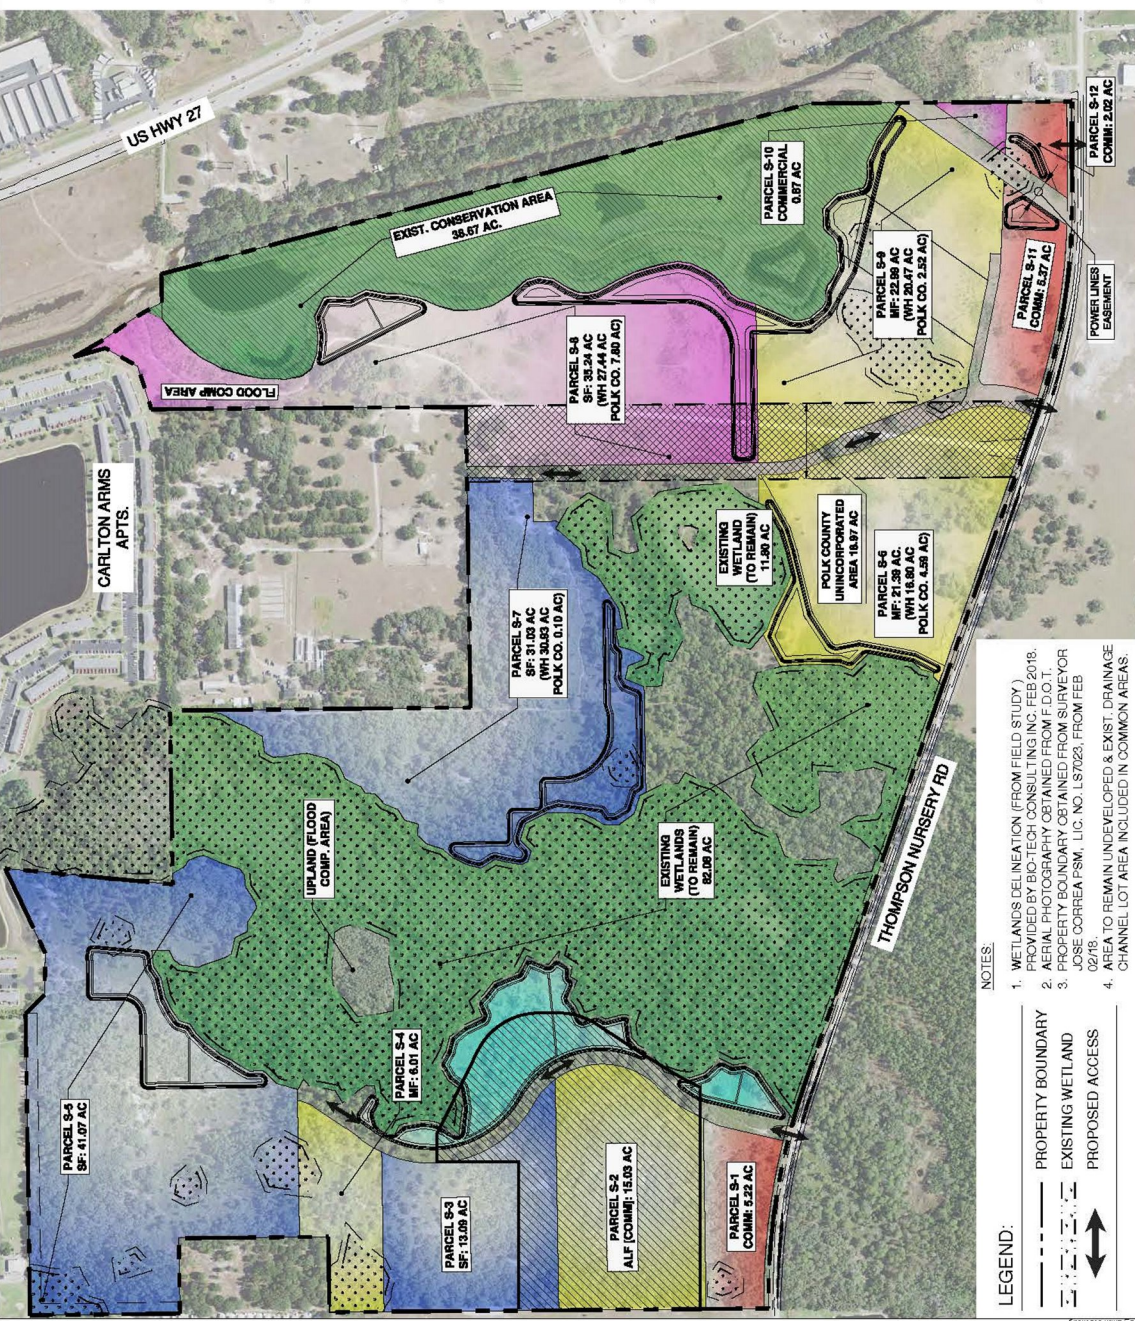 US HWY 27
EXIST. CONSERVATION AREA
38.67 AC.
PARCEL S-10
COMMERCIAL
0.87 AC
PARCEL S-12
COMM: 2.02 AC
FLOOD COMP AREA
PARCEL S-8
SF: 35.24 AC
(WH 27.44 AC
POLK CO. 7.80 AC)
PARCEL S-9
MF: 22.99 AC
(WH 20.47 AC
POLK CO. 2.52 AC)
PARCEL S-11
COMM: 5.37 AC
POWER LINES
EASEMENT
CARLTON ARMS
APTS.
PARCEL S-7
SF: 31.03 AC
(WH 30.93 AC
POLK CO. 0.10 AC)
EXISTING
WETLAND
(TO REMAIN)
11.80 AC
POLK COUNTY
UNINCORPORATED
AREA 18.97 AC
PARCEL S-6
MF: 21.39 AC.
(WH 16.80 AC
POLK CO. 4.59 AC)
UPLAND (FLOOD
COMP. AREA)
EXISTING
WETLANDS
(TO REMAIN)
82.08 AC
THOMPSON NURSERY RD
PARCEL S-5
SF: 41.07 AC
PARCEL S-4
MF: 6.01 AC
PARCEL S-3
SF: 13.09 AC
PARCEL S-2
ALF [COMM]: 15.03 AC
PARCEL S-1
COMM: 5.22 AC
LEGEND:
PROPERTY BOUNDARY
EXISTING WETLAND
PROPOSED ACCESS
NOTES:
1. WETLANDS DELINEATION (FROM FIELD STUDY )
PROVIDED BY BIO-TECH CONSULTING INC, FEB 2018.
2. AERIAL PHOTOGRAPHY OBTAINED FROM F.D.O.T.
3. PROPERTY BOUNDARY OBTAINED FROM SURVEYOR
JOSE CORREA PSM, LIC. NO. LS7023, FROM FEB
02/18.
4. AREA TO REMAIN UNDEVELOPED & EXIST. DRAINAGE
CHANNEL LOT AREA INCLUDED IN COMMON AREAS.